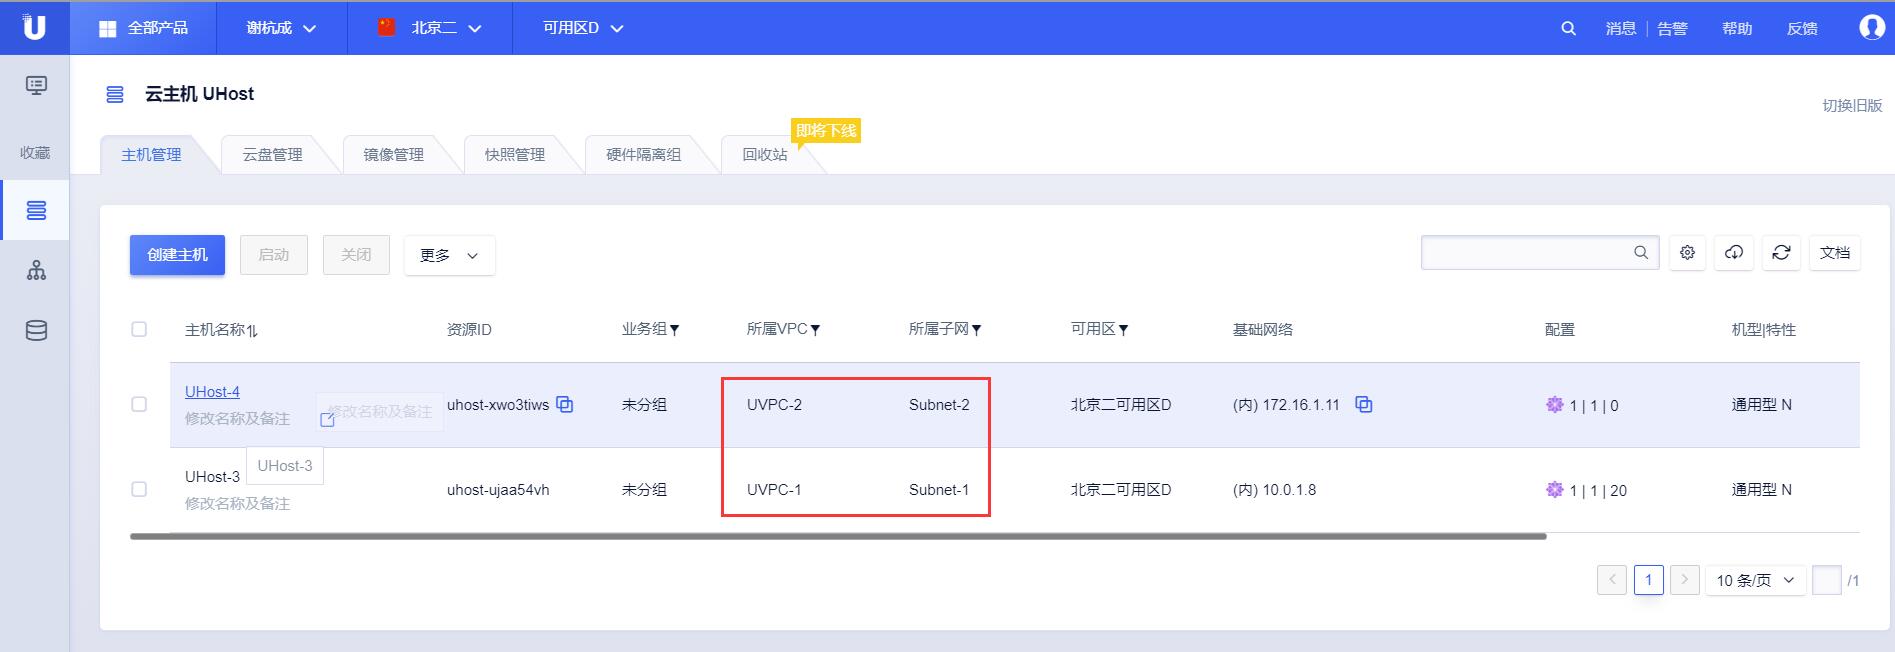 全部产品 谢杭成 北京二 可用区D 消息 告警 帮助 反馈
收藏
云主机 UHost
切换旧版
即将下线
主机管理 云盘管理 镜像管理 快照管理 硬件隔离组 回收站
创建主机 启动 关闭 更多 文档
主机名称 资源ID 业务组 所属VPC 所属子网 可用区 基础网络 配置 机型|特性
UHost-4
修改名称及备注
修改名称及备注
uhost-xwo3tiws 未分组 UVPC-2 Subnet-2 北京二可用区D (内) 172.16.1.11 1 | 1 | 0 通用型 N
UHost-3
UHost-3
修改名称及备注
uhost-ujaa54vh 未分组 UVPC-1 Subnet-1 北京二可用区D (内) 10.0.1.8 1 | 1 | 20 通用型 N
1 10 条/页 /1